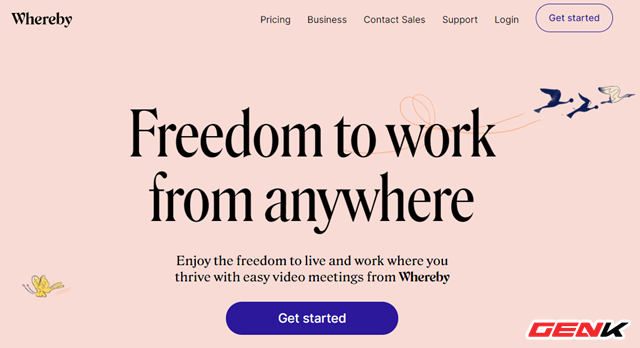 Whereby
Pricing Business Contact Sales Support Login Get started
Freedom to work
from anywhere
Enjoy the freedom to live and work where you
thrive with easy video meetings from Whereby
Get started
GENK